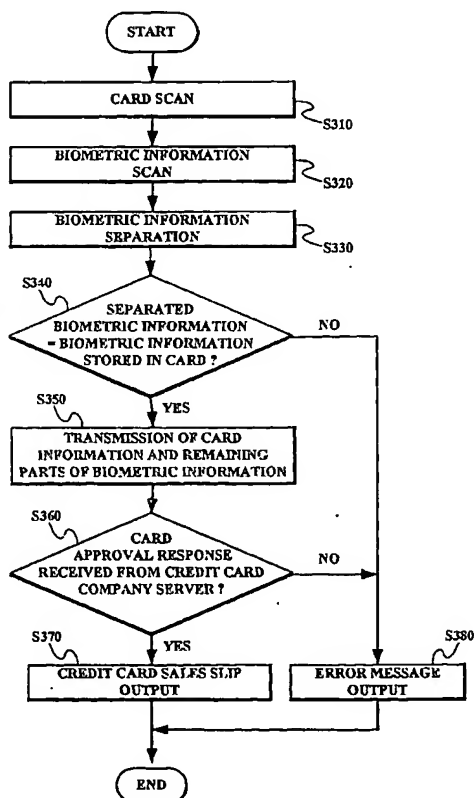 START
CARD SCAN
S310
BIOMETRIC INFORMATION
SCAN
S320
BIOMETRIC INFORMATION
SEPARATION
S330
S340
SEPARATED
BIOMETRIC INFORMATION
= BIOMETRIC INFORMATION
STORED IN CARD ?
NO
YES
S350
TRANSMISSION OF CARD
INFORMATION AND REMAINING
PARTS OF BIOMETRIC INFORMATION
S360
CARD
APPROVAL RESPONSE
RECEIVED FROM CREDIT CARD
COMPANY SERVER ?
NO
YES
S370
CREDIT CARD SALES SLIP
OUTPUT
S380
ERROR MESSAGE
OUTPUT
END